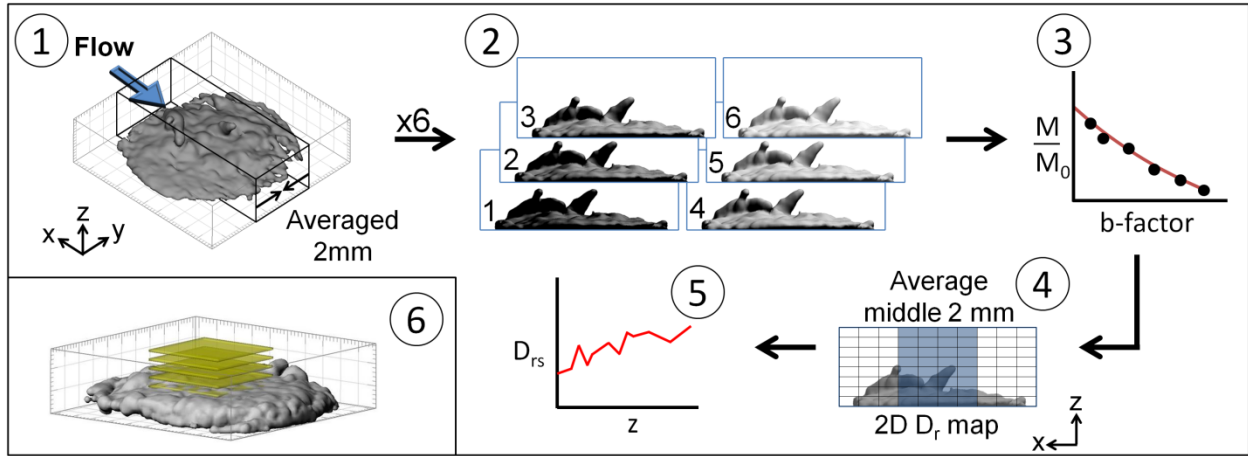 1
Flow
z
x
y
Averaged
2mm
x6
2
3
6
2
5
1
4
3
M
M₀
b-factor
4
Average
middle 2 mm
2D Dᵣ map
z
x
5
Dᵣₛ
z
6